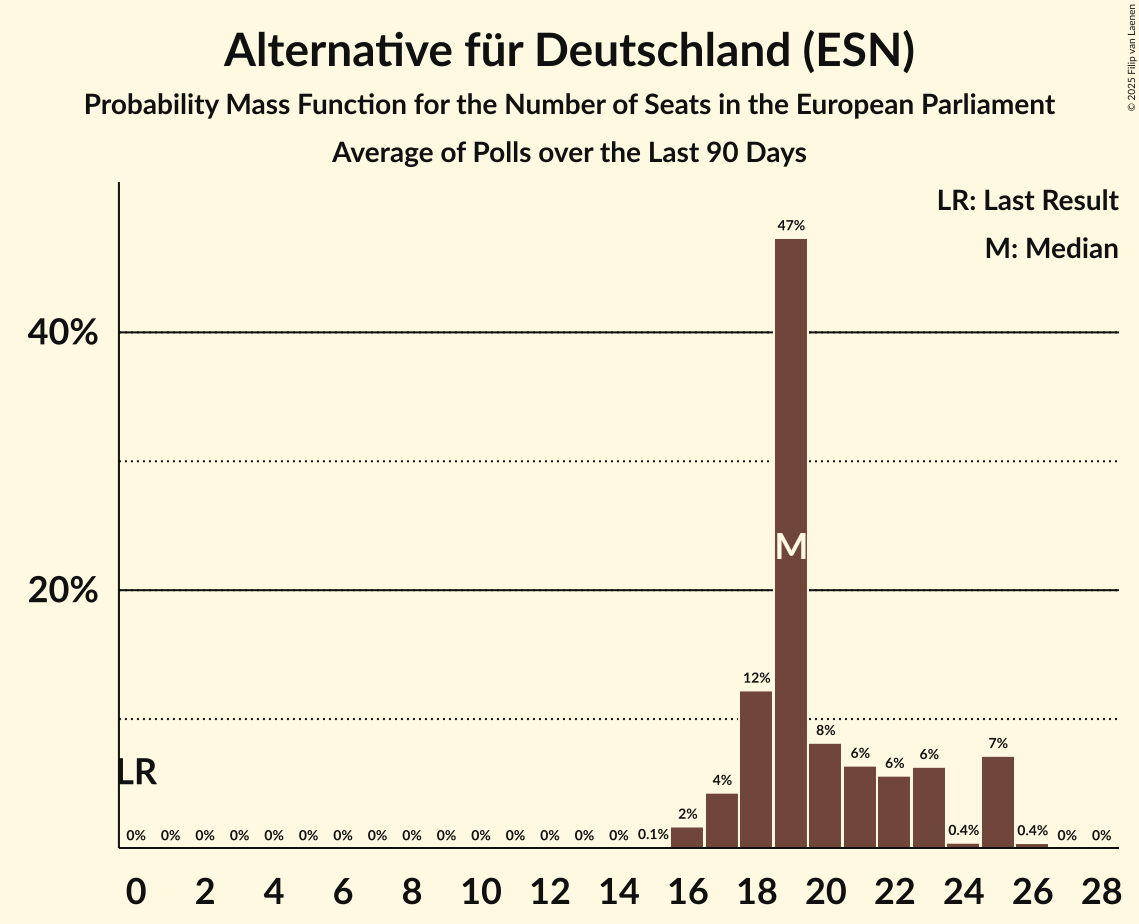 Alternative für Deutschland (ESN)
Probability Mass Function for the Number of Seats in the European Parliament
Average of Polls over the Last 90 Days
© 2025 Filip van Laenen
LR: Last Result
M: Median
47%
40%
M
20%
12%
8%
7%
6%
6%
6%
4%
LR
2%
0% 0% 0% 0% 0% 0% 0% 0% 0% 0% 0% 0% 0% 0% 0% 0.1% 0.4% 0.4% 0% 0%
0 2 4 6 8 10 12 14 16 18 20 22 24 26 28